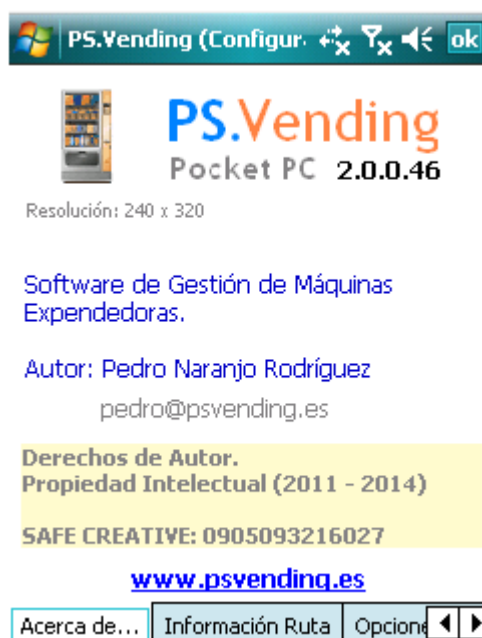 PS.Vending (Configur. ok
PS.Vending
Pocket PC 2.0.0.46
Resolución: 240 x 320
Software de Gestión de Máquinas
Expendedoras.
Autor: Pedro Naranjo Rodríguez
pedro@psvending.es
Derechos de Autor.
Propiedad Intelectual (2011 - 2014)
SAFE CREATIVE: 0905093216027
www.psvending.es
Acerca de... Información Ruta Opcione